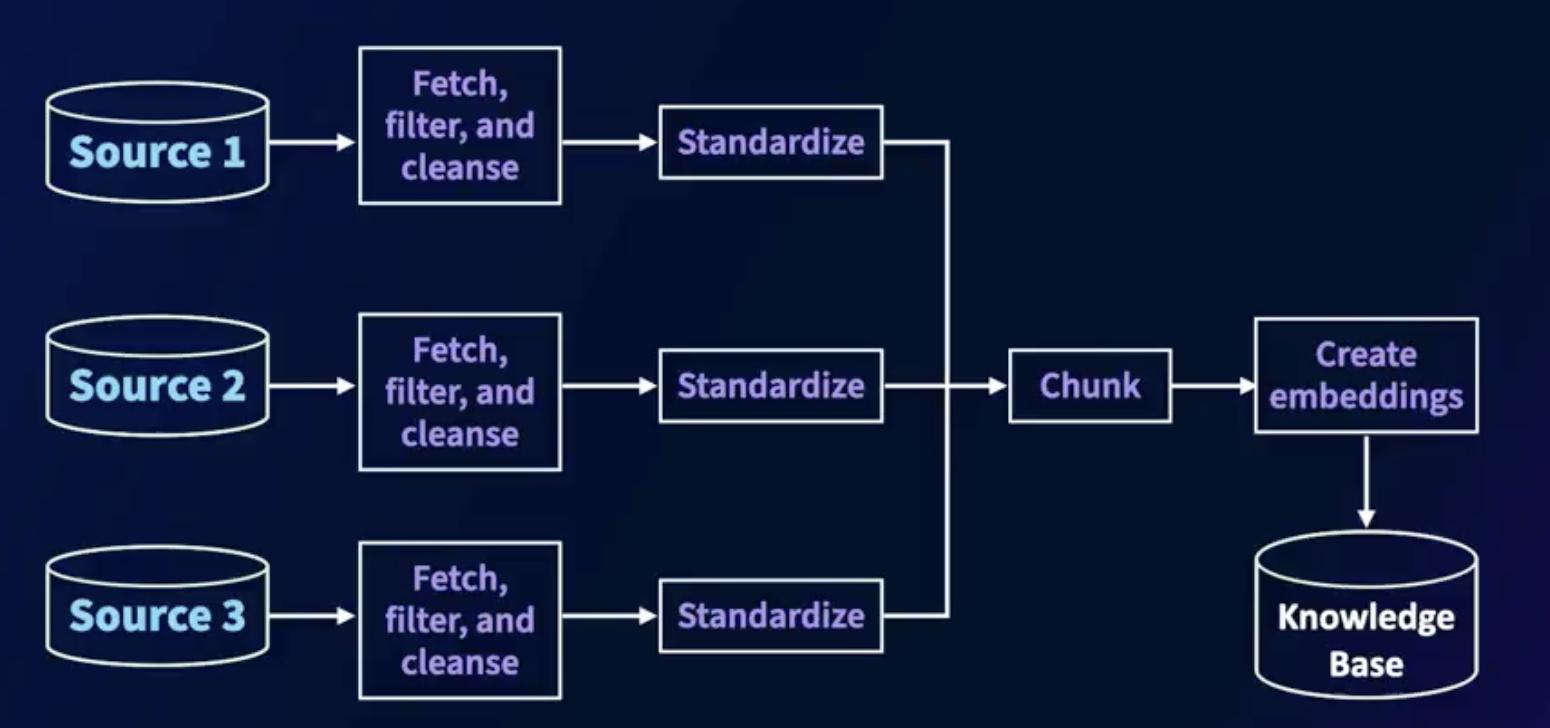 Source 1
Fetch,
filter, and
cleanse
Standardize
Source 2
Fetch,
filter, and
cleanse
Standardize
Chunk
Create
embeddings
Source 3
Fetch,
filter, and
cleanse
Standardize
Knowledge
Base